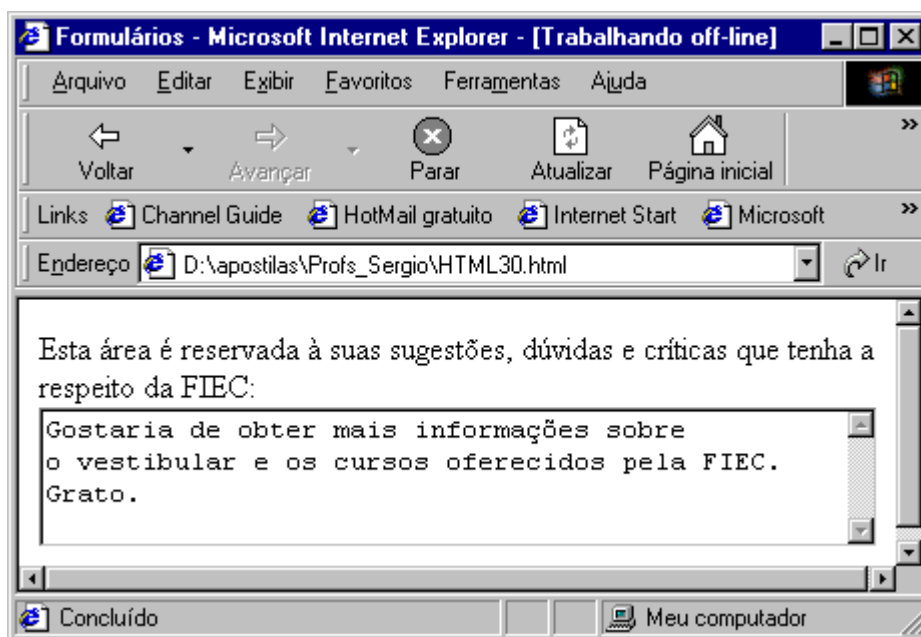 Formulários - Microsoft Internet Explorer - [Trabalhando off-line]
Arquivo Editar Exibir Favoritos Ferramentas Ajuda
Voltar Avançar Parar Atualizar Página inicial »
Links Channel Guide HotMail gratuito Internet Start Microsoft »
Endereço D:\apostilas\Profs_Sergio\HTML30.html Ir
Esta área é reservada à suas sugestões, dúvidas e críticas que tenha a
respeito da FIEC:
Gostaria de obter mais informações sobre
o vestibular e os cursos oferecidos pela FIEC.
Grato.
Concluído Meu computador